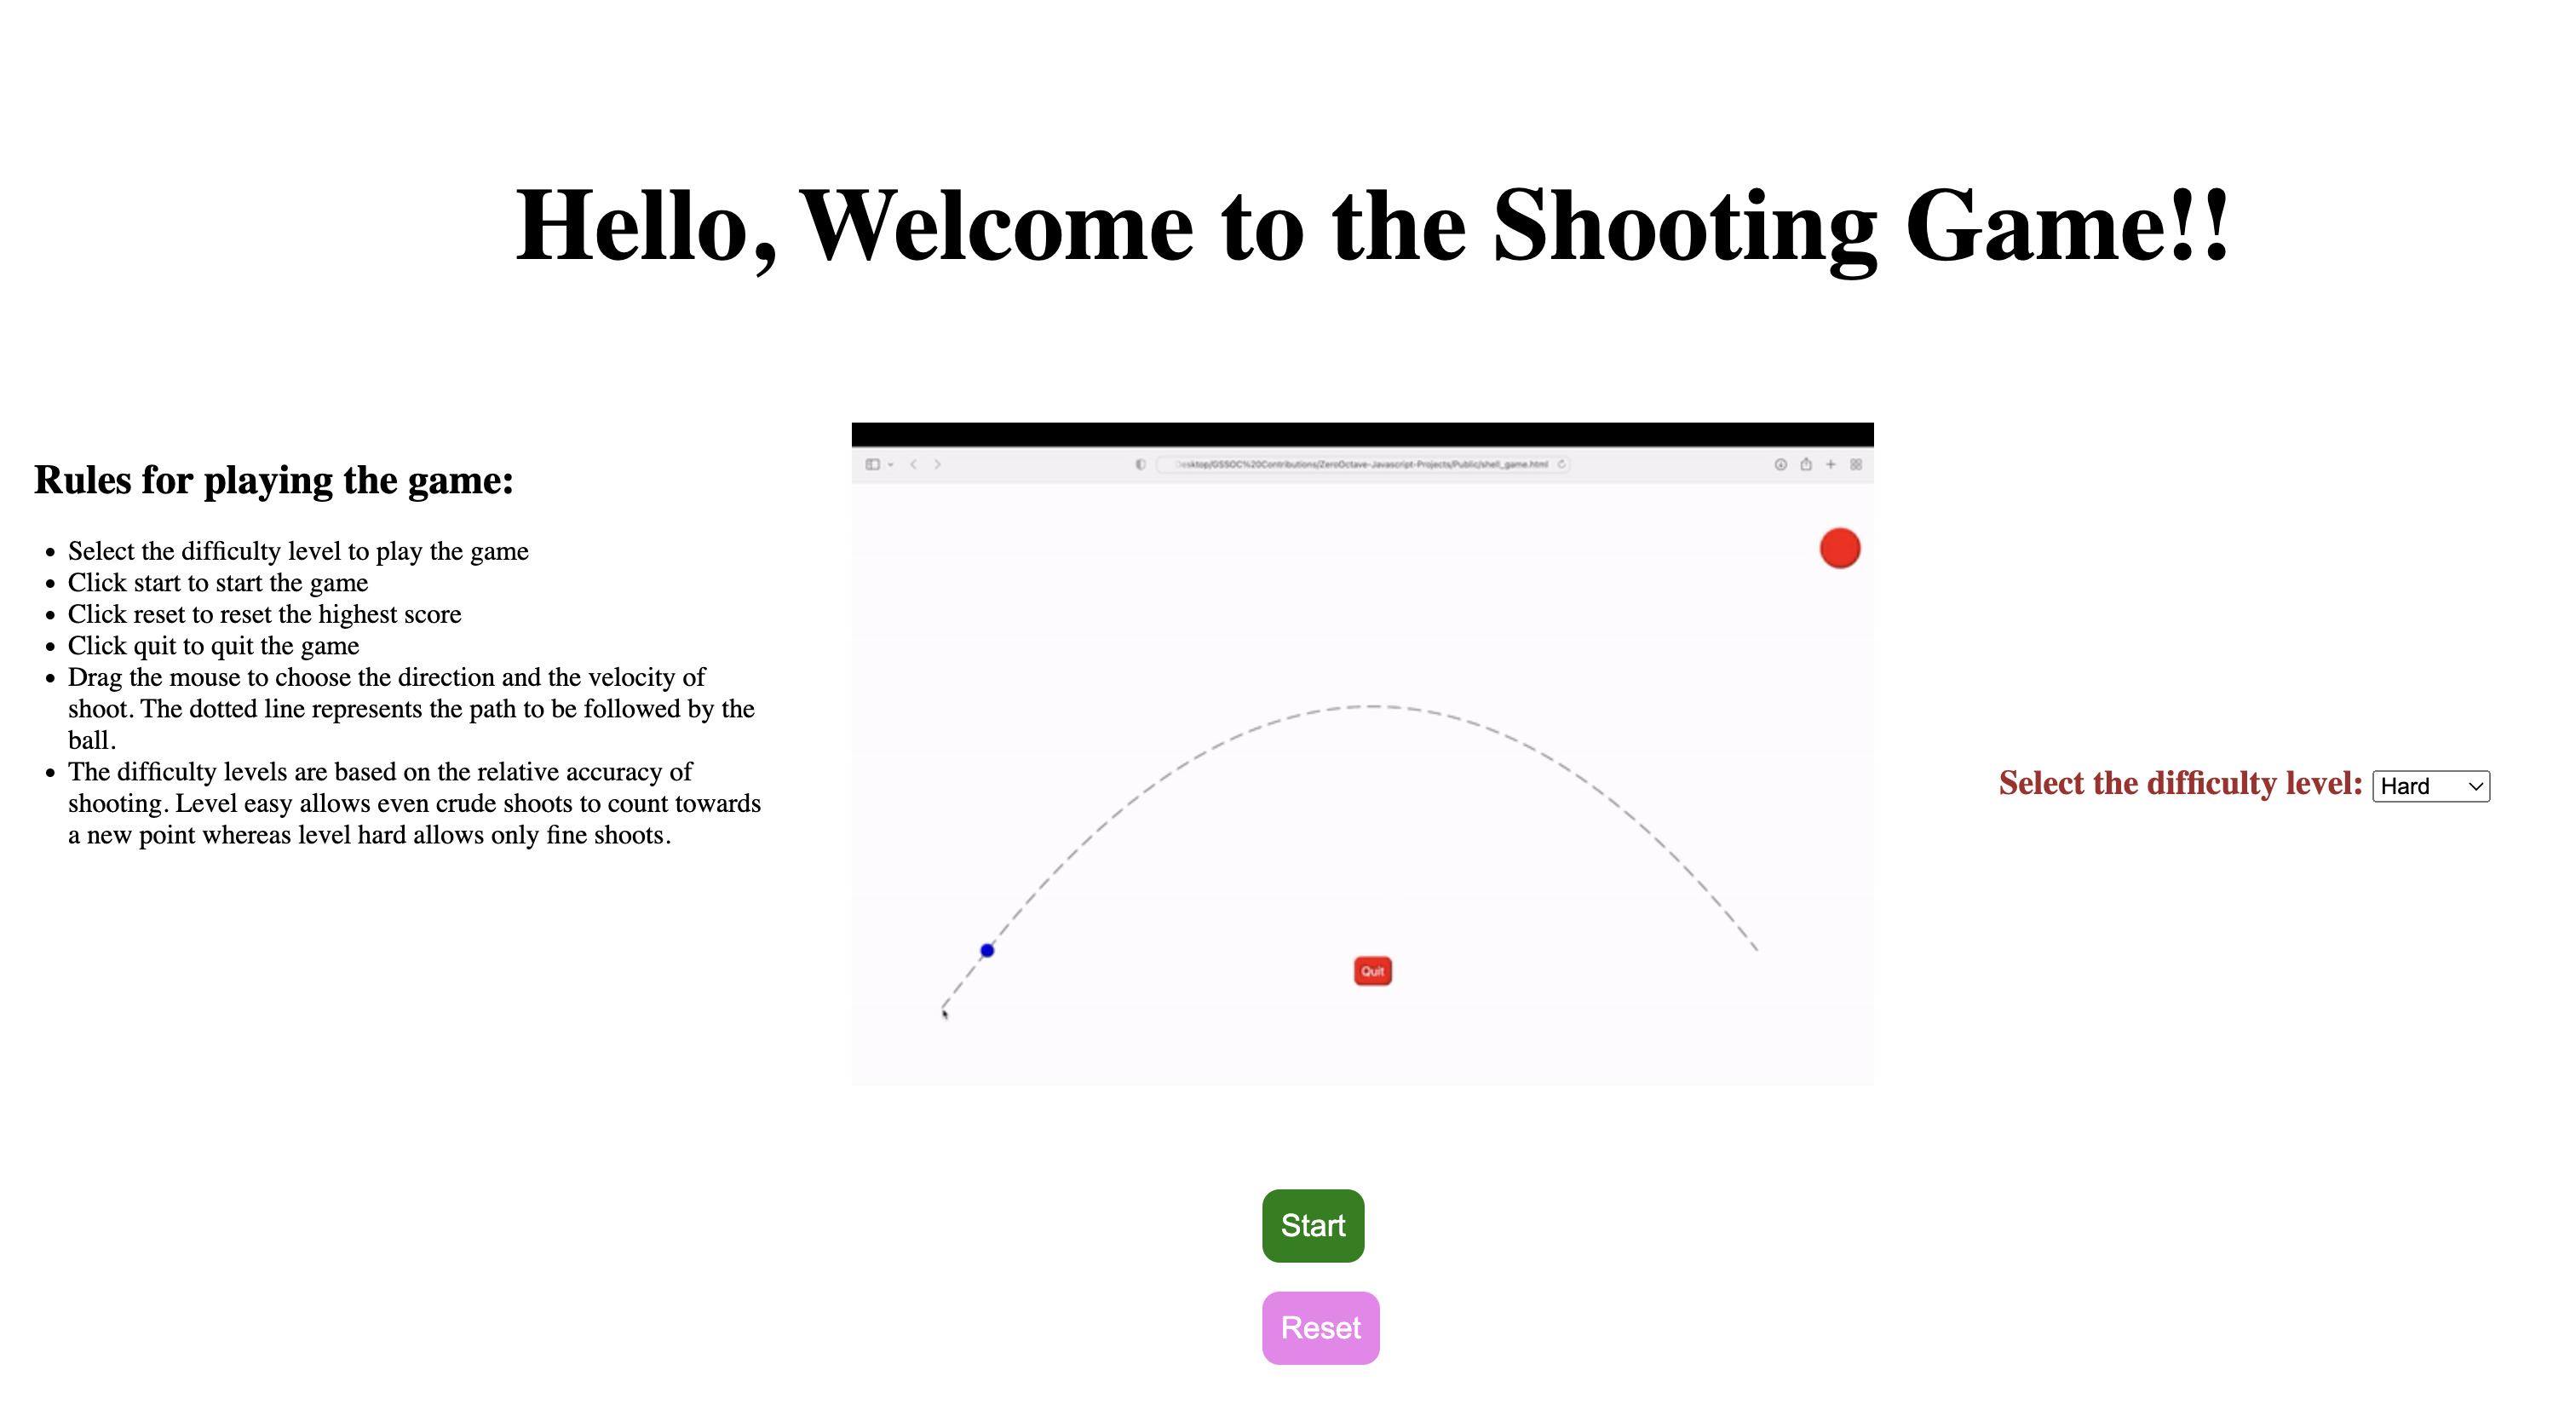 Hello, Welcome to the Shooting Game!!
Rules for playing the game:
Select the difficulty level to play the game
Click start to start the game
Click reset to reset the highest score
Click quit to quit the game
Drag the mouse to choose the direction and the velocity of
shoot. The dotted line represents the path to be followed by the
ball.
The difficulty levels are based on the relative accuracy of
shooting. Level easy allows even crude shoots to count towards
a new point whereas level hard allows only fine shoots.
Desktop/GSSOC%20Contributions/ZeroOctave-Javascript-Projects/Public/shell_game.html
Quit
Select the difficulty level: Hard
Start
Reset